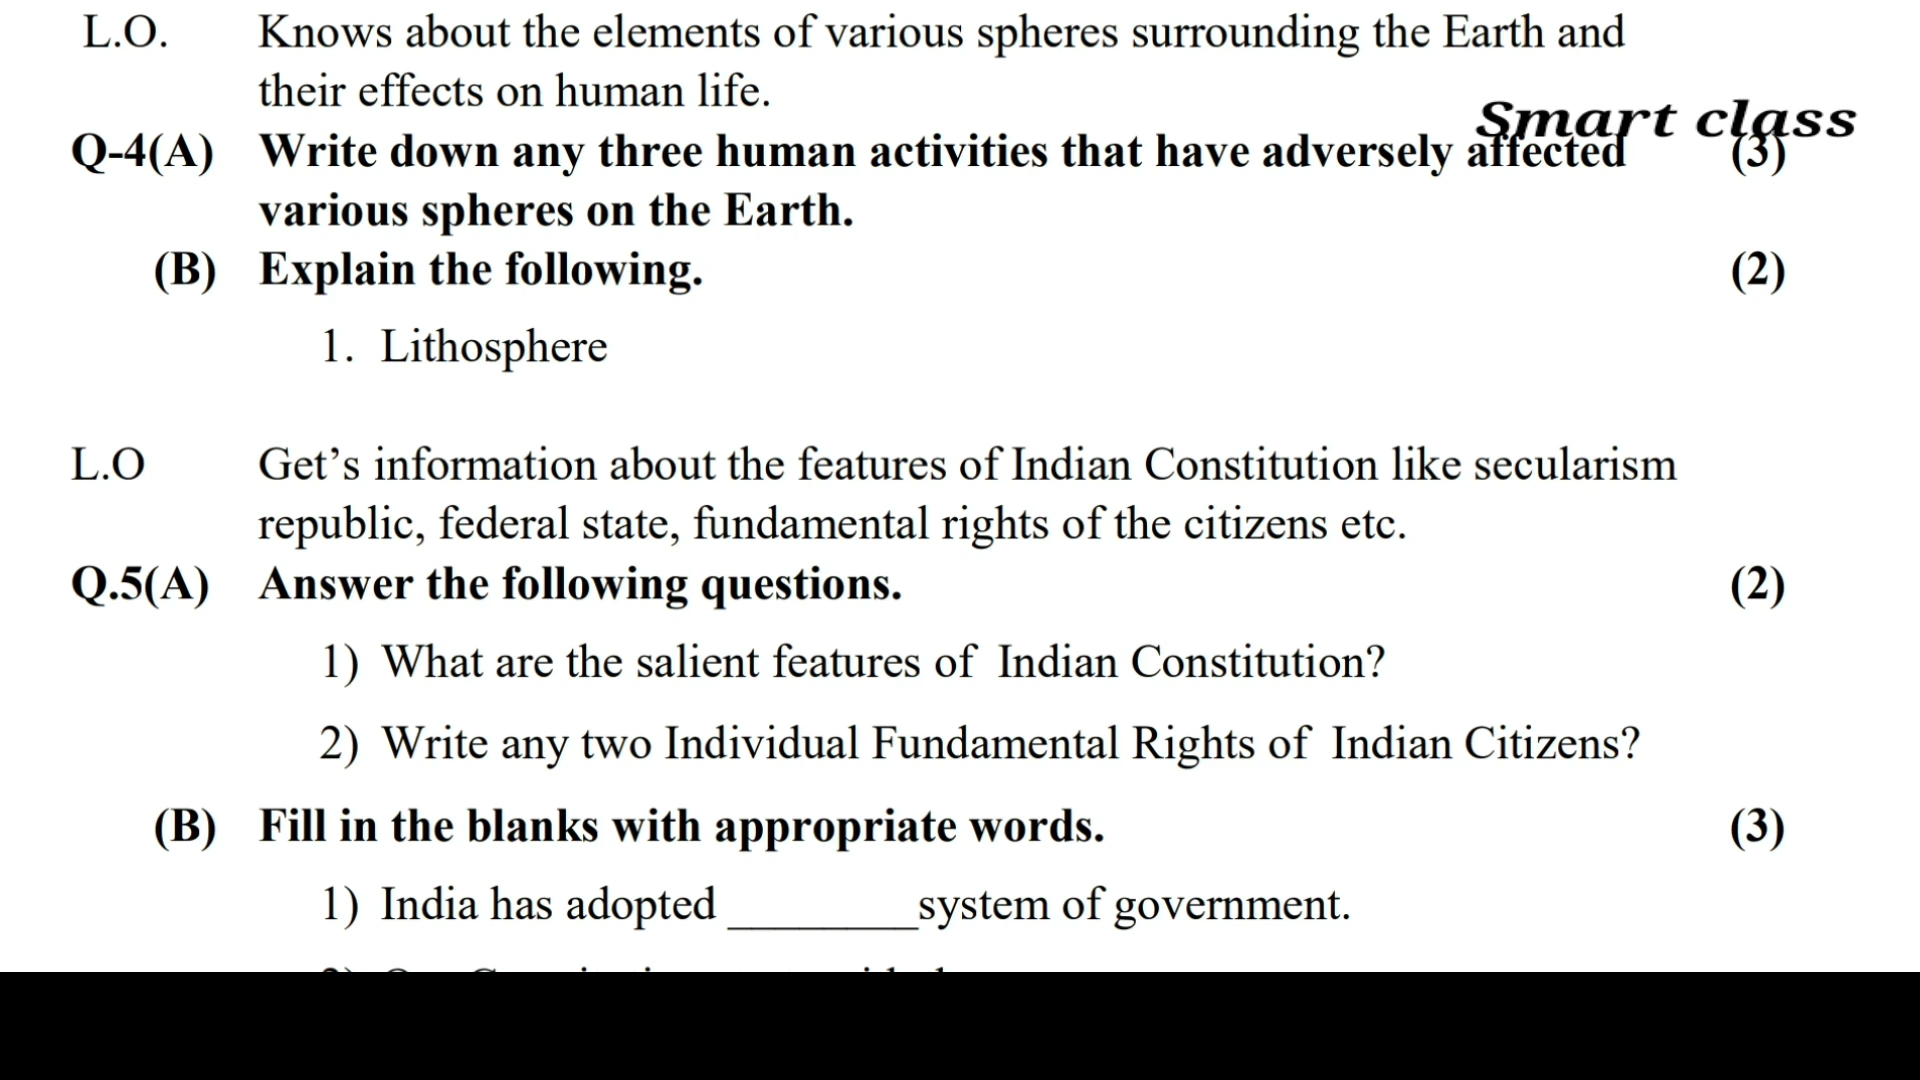 L.O. Knows about the elements of various spheres surrounding the Earth and
their effects on human life.
Smart class
Q-4(A) Write down any three human activities that have adversely affected (3)
various spheres on the Earth.
(B) Explain the following. (2)
1. Lithosphere
L.O Get’s information about the features of Indian Constitution like secularism
republic, federal state, fundamental rights of the citizens etc.
Q.5(A) Answer the following questions. (2)
1) What are the salient features of Indian Constitution?
2) Write any two Individual Fundamental Rights of Indian Citizens?
(B) Fill in the blanks with appropriate words. (3)
1) India has adopted ________system of government.